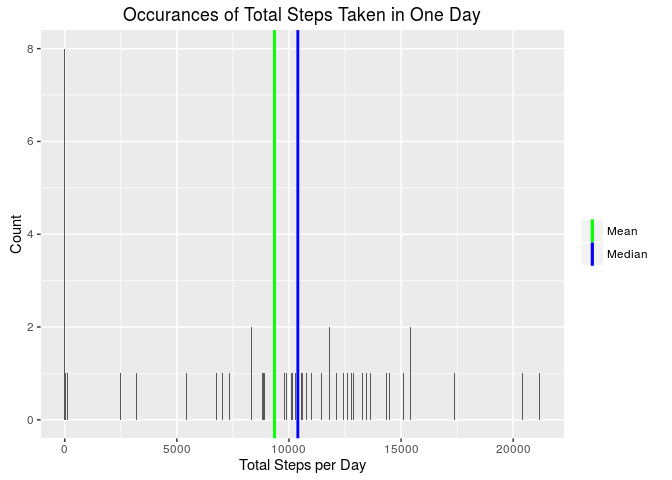 Occurances of Total Steps Taken in One Day
8
6
4
2
0
Count
0 5000 10000 15000 20000
Total Steps per Day
Mean
Median